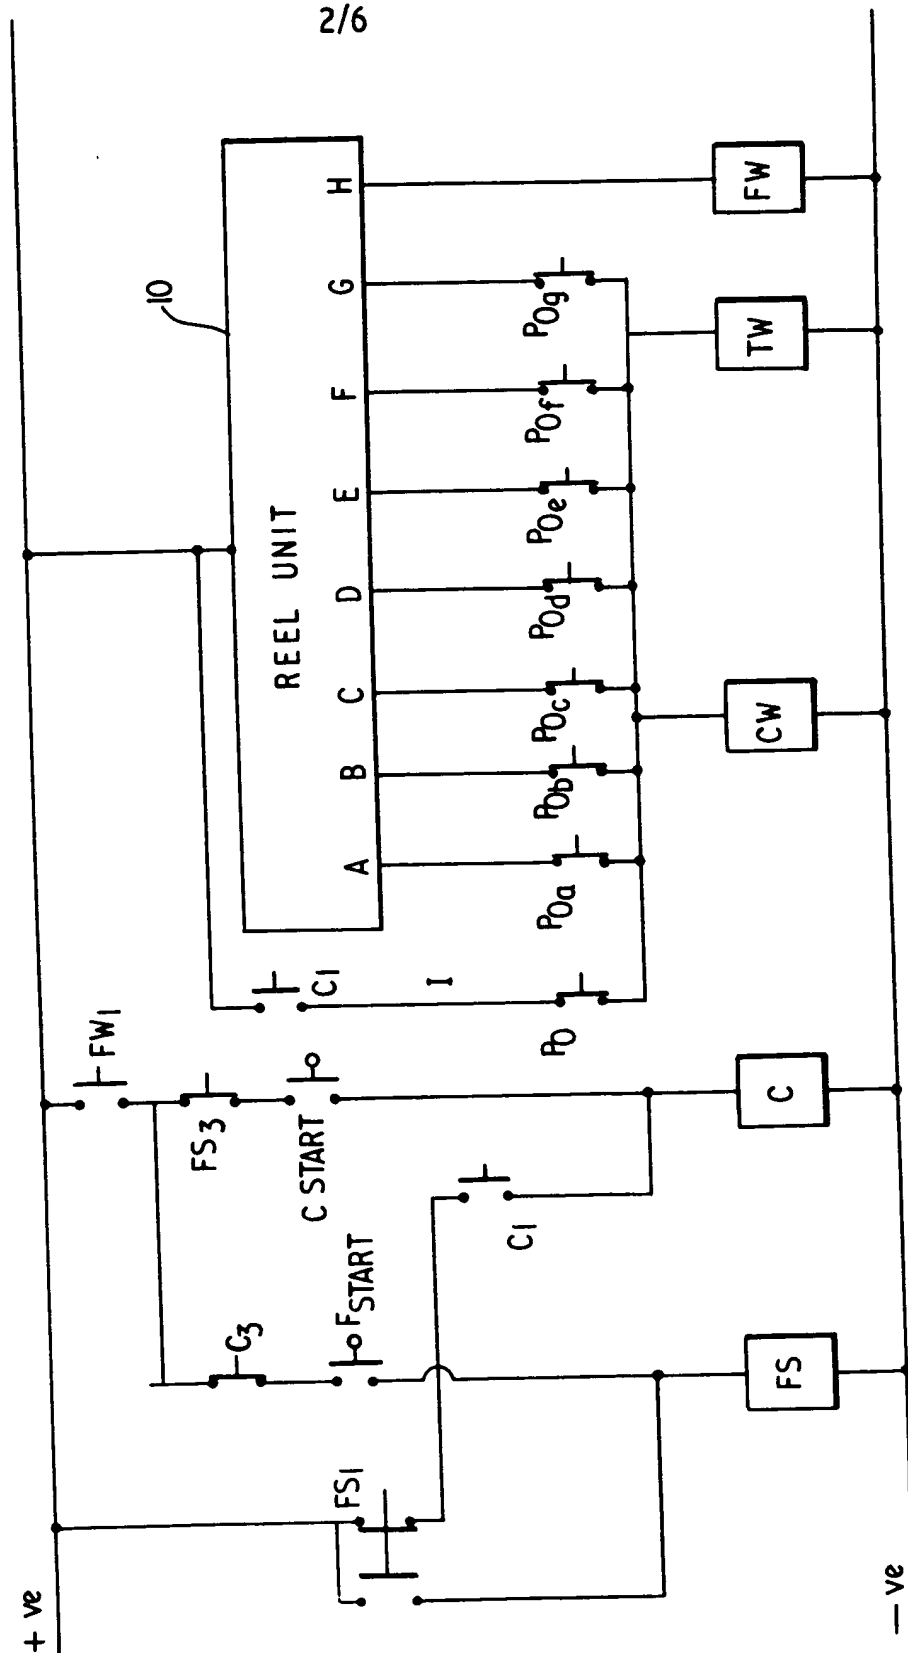 2/6
+ ve
10
REEL UNIT
A B C D E F G H
FW1
FS3
C START
C1
I
C3
FSTART
FS1
C1
PO
POa
POb
POc
POd
POe
POf
POg
FS
C
CW
TW
FW
– ve